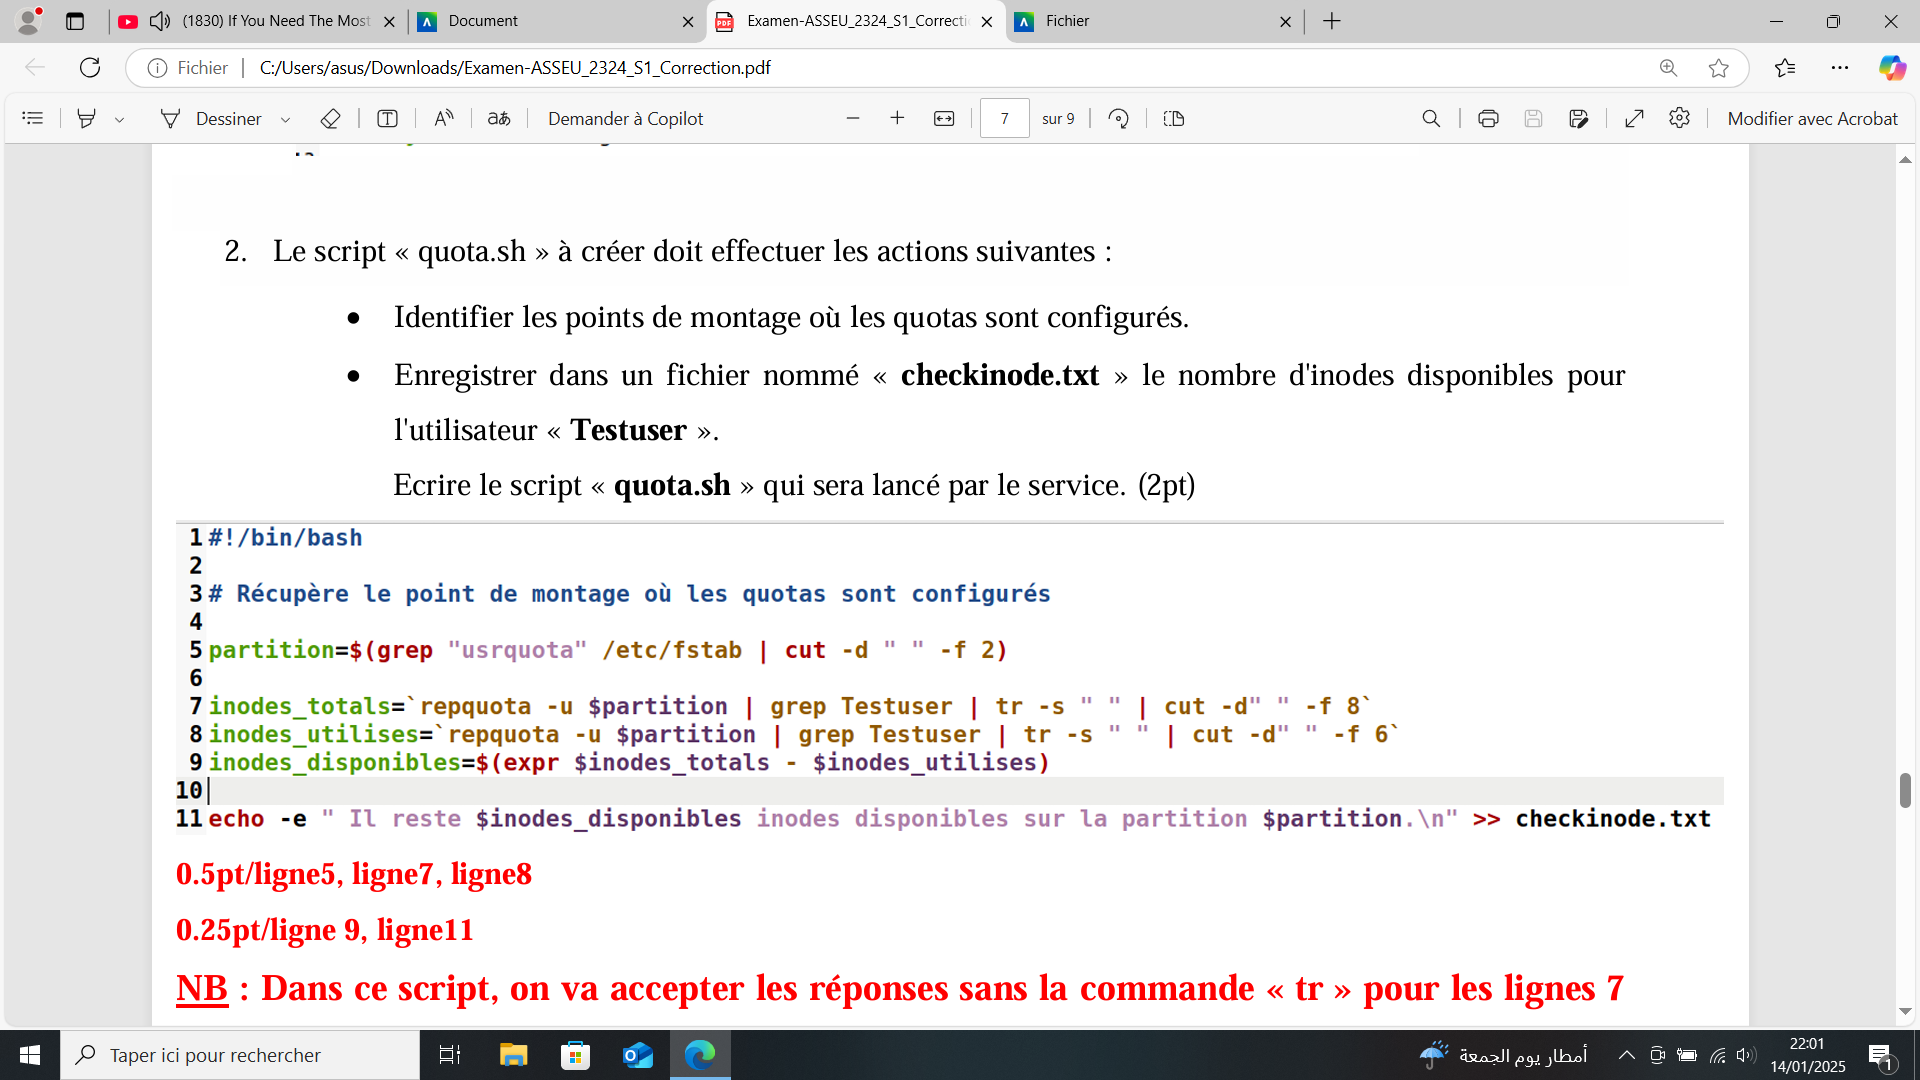 (1830) If You Need The Most
Document
Examen-ASSEU_2324_S1_Correcti
Fichier
Fichier
C:/Users/asus/Downloads/Examen-ASSEU_2324_S1_Correction.pdf
Dessiner
aあ
Demander à Copilot
7
sur 9
Modifier avec Acrobat
2. Le script « quota.sh » à créer doit effectuer les actions suivantes :
• Identifier les points de montage où les quotas sont configurés.
• Enregistrer dans un fichier nommé « checkinode.txt » le nombre d'inodes disponibles pour
l'utilisateur « Testuser ».
Ecrire le script « quota.sh » qui sera lancé par le service. (2pt)
1 #!/bin/bash
2
3 # Récupère le point de montage où les quotas sont configurés
4
5 partition=$(grep "usrquota" /etc/fstab | cut -d " " -f 2)
6
7 inodes_totals=`repquota -u $partition | grep Testuser | tr -s " " | cut -d" " -f 8`
8 inodes_utilises=`repquota -u $partition | grep Testuser | tr -s " " | cut -d" " -f 6`
9 inodes_disponibles=$(expr $inodes_totals - $inodes_utilises)
10
11 echo -e " Il reste $inodes_disponibles inodes disponibles sur la partition $partition.\n" >> checkinode.txt
0.5pt/ligne5, ligne7, ligne8
0.25pt/ligne 9, ligne11
NB : Dans ce script, on va accepter les réponses sans la commande « tr » pour les lignes 7
Taper ici pour rechercher
أمطار يوم الجمعة
22:01
14/01/2025
1